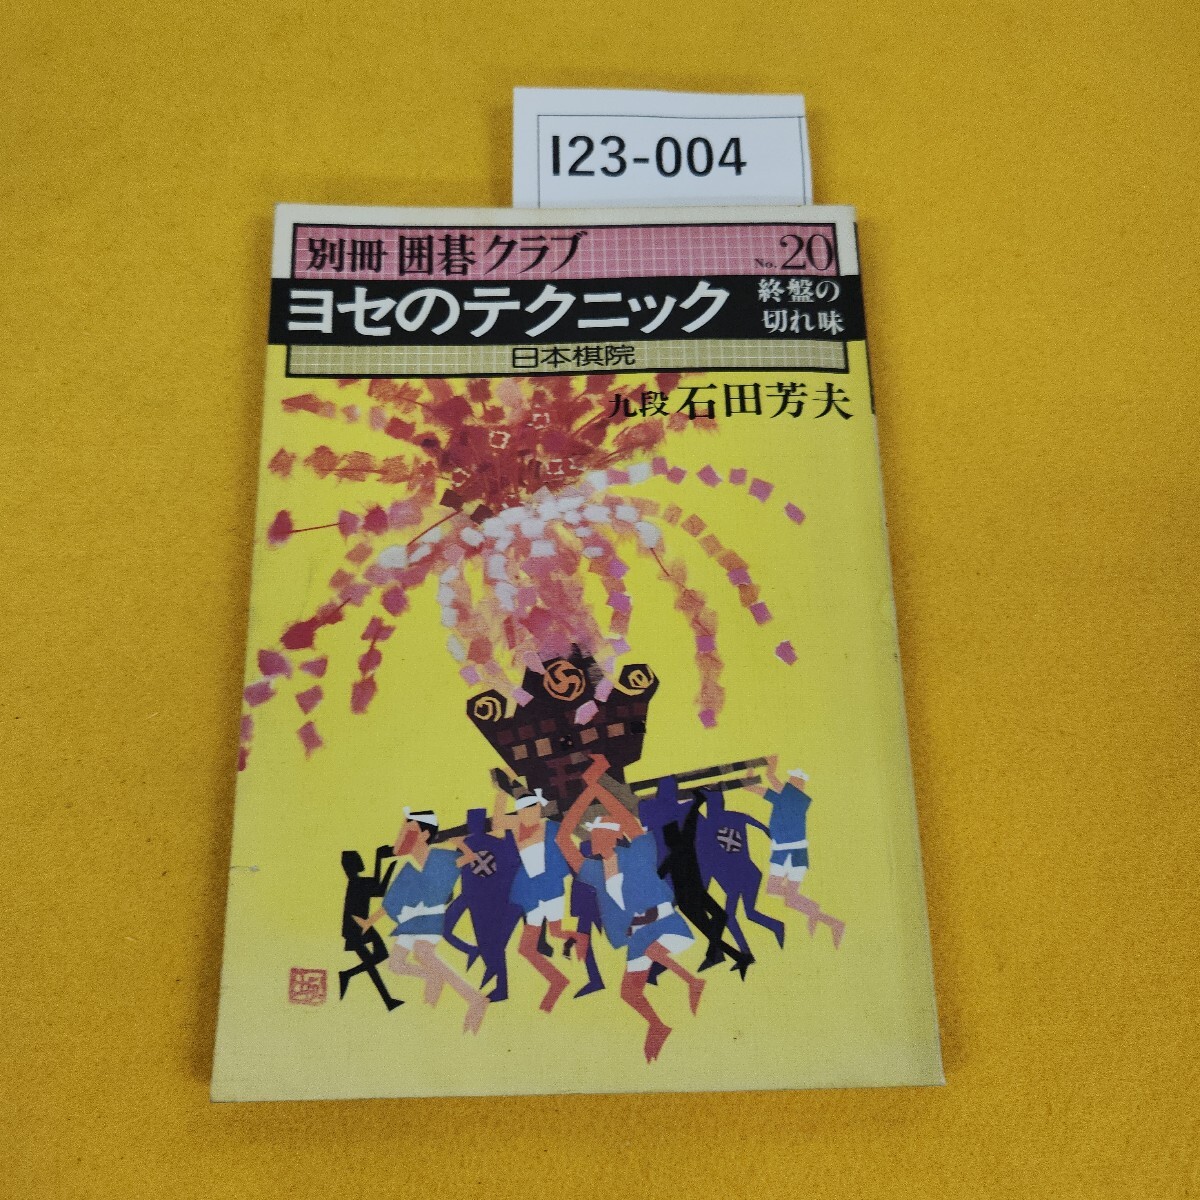 I23-004
別冊 囲碁クラブ No.20
ヨセのテクニック 終盤の
切れ味
日本棋院
九段 石田芳夫